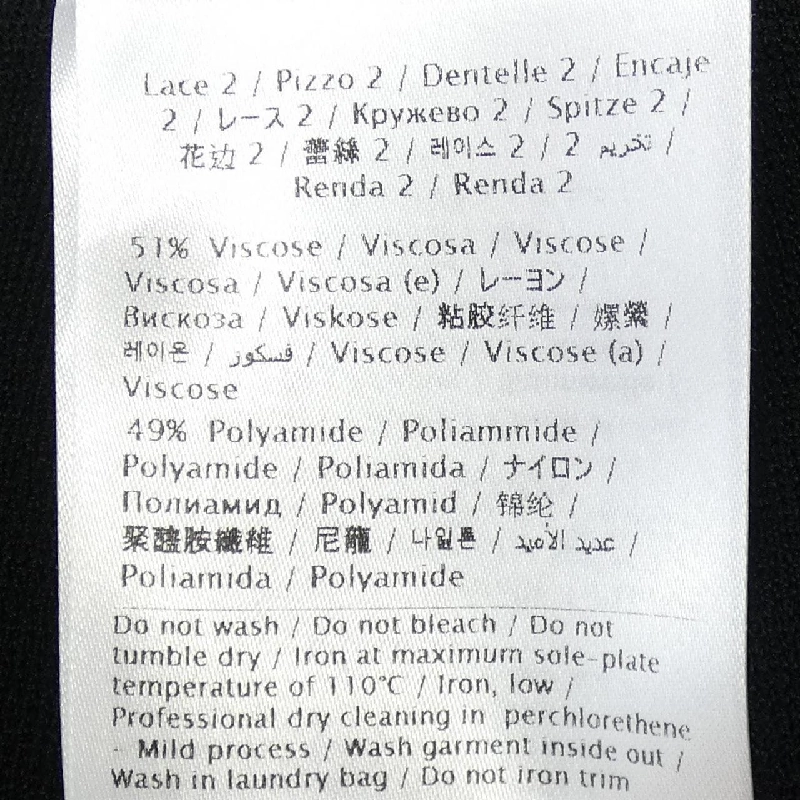 Lace 2 / Pizzo 2 / Dentelle 2 / Encaje
2 / レース 2 / Кружево 2 / Spitze 2 /
花边 2 / 蕾絲 2 / 레이스 2 / 2 تخريم /
Renda 2 / Renda 2
51% Viscose / Viscosa / Viscose /
Viscosa / Viscosa (e) / レーヨン /
Вискоза / Viskose / 粘胶纤维 / 嫘縈 /
레이온 / فسكوز / Viscose / Viscose (a) /
Viscose
49% Polyamide / Poliammide /
Polyamide / Poliamida / ナイロン /
Полиамид / Polyamid / 锦纶 /
聚醯胺纖維 / 尼龍 / 나일론 / عديد الأميد /
Poliamida / Polyamide
Do not wash / Do not bleach / Do not
tumble dry / Iron at maximum sole-plate
temperature of 110°C / Iron, low /
Professional dry cleaning in perchlorethene
- Mild process / Wash garment inside out /
Wash in laundry bag / Do not iron trim